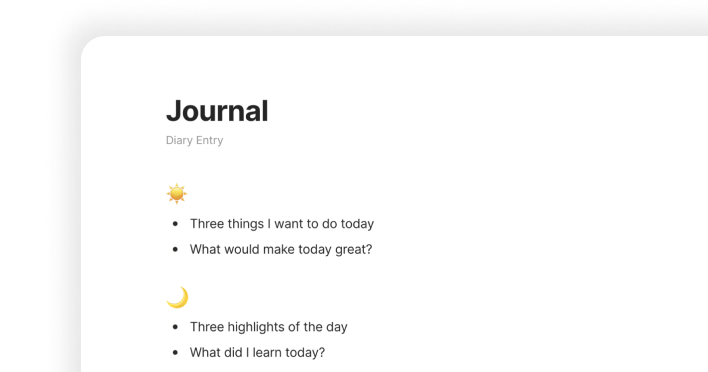 Journal
Diary Entry
☀️
• Three things I want to do today
• What would make today great?
🌙
• Three highlights of the day
• What did I learn today?